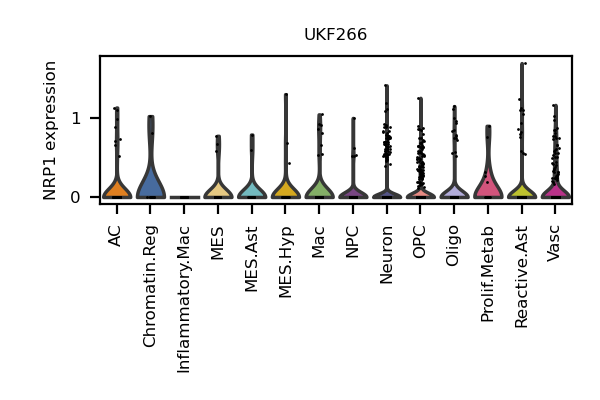 UKF266
NRP1 expression
1
0
AC
Chromatin.Reg
Inflammatory.Mac
MES
MES.Ast
MES.Hyp
Mac
NPC
Neuron
OPC
Oligo
Prolif.Metab
Reactive.Ast
Vasc